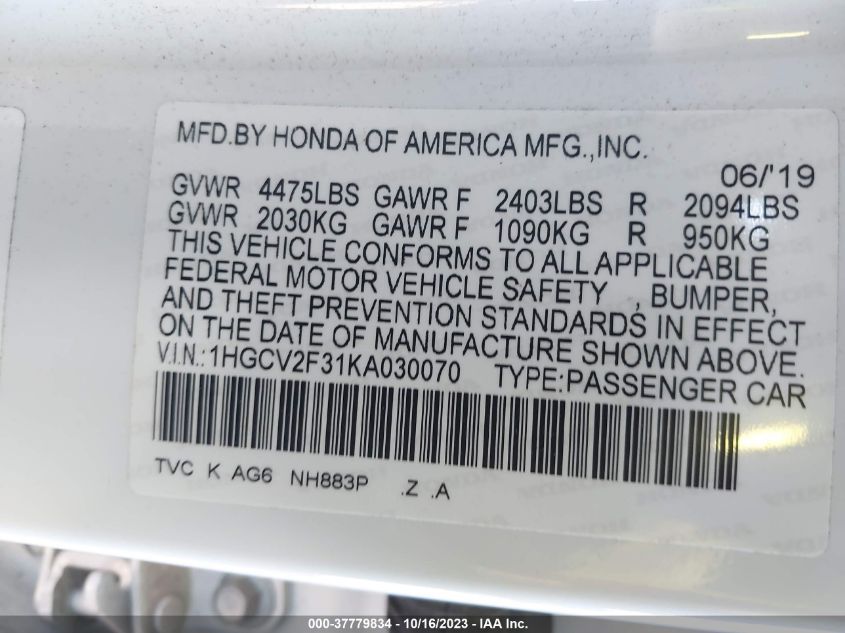 MFD.BY HONDA OF AMERICA MFG.,INC.
06/'19
GVWR 4475LBS GAWR F 2403LBS R 2094LBS
GVWR 2030KG GAWR F 1090KG R 950KG
THIS VEHICLE CONFORMS TO ALL APPLICABLE
FEDERAL MOTOR VEHICLE SAFETY , BUMPER,
AND THEFT PREVENTION STANDARDS IN EFFECT
ON THE DATE OF MANUFACTURE SHOWN ABOVE.
V.I.N.:1HGCV2F31KA030070 TYPE:PASSENGER CAR
TVC K AG6 NH883P .Z .A
000-37779834 - 10/16/2023 - IAA Inc.